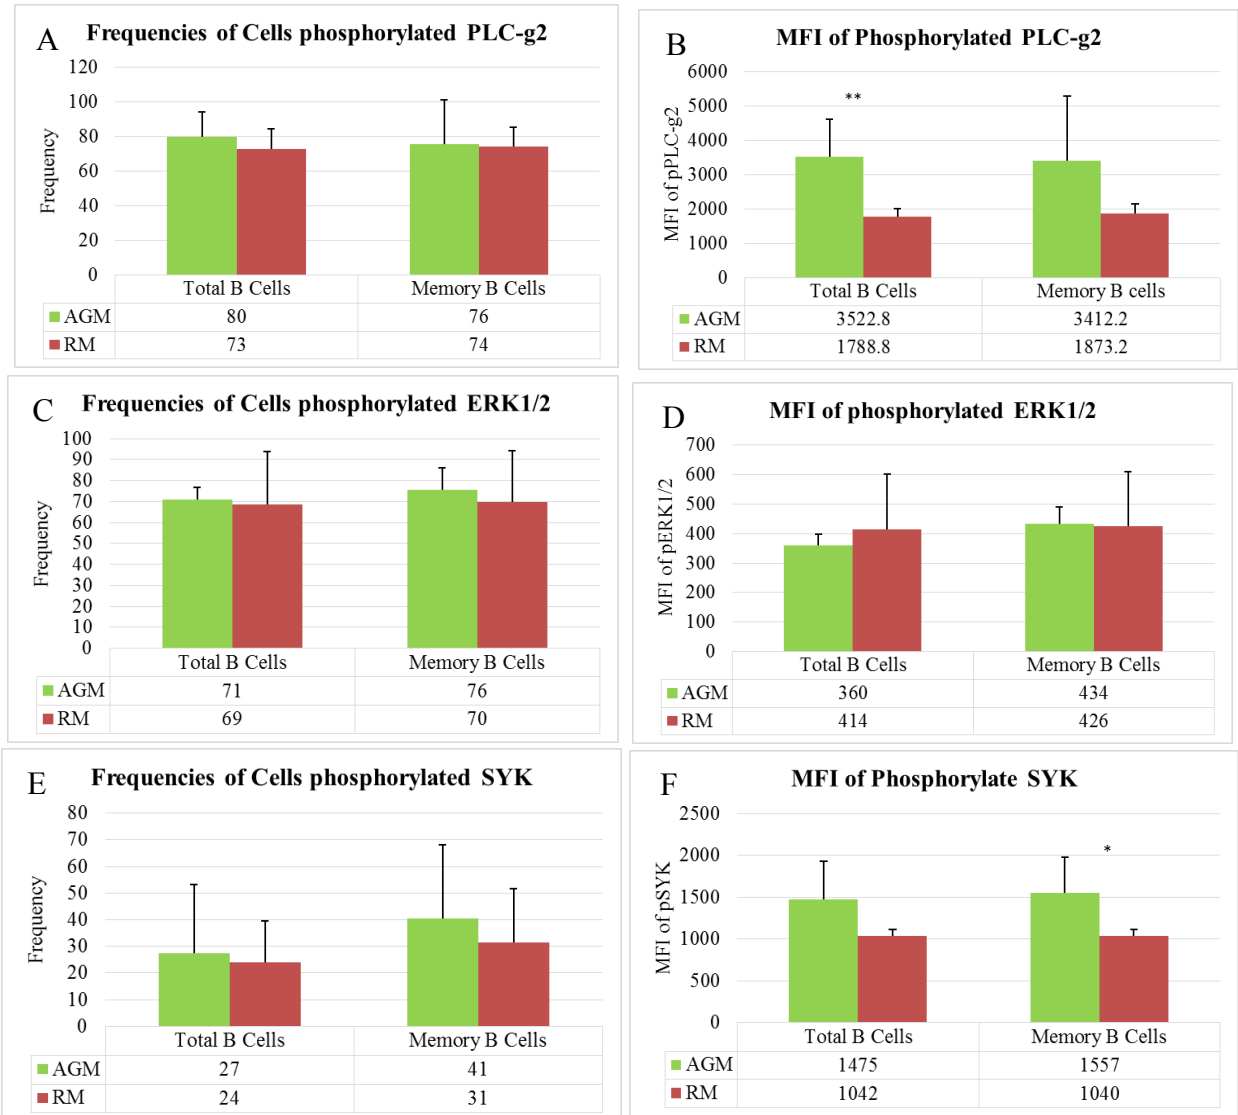 A
Frequencies of Cells phosphorylated PLC-g2
120
100
80
60
40
20
0
Frequency
Total B Cells Memory B Cells
AGM 80 76
RM 73 74
B
MFI of Phosphorylated PLC-g2
6000
5000
4000
3000
2000
1000
0
MFI of pPLC-g2
**
Total B Cells Memory B cells
AGM 3522.8 3412.2
RM 1788.8 1873.2
C
Frequencies of Cells phosphorylated ERK1/2
100
90
80
70
60
50
40
30
20
10
0
Frequency
Total B Cells Memory B Cells
AGM 71 76
RM 69 70
D
MFI of phosphorylated ERK1/2
700
600
500
400
300
200
100
0
MFI of pERK1/2
Total B Cells Memory B Cells
AGM 360 434
RM 414 426
E
Frequencies of Cells phosphorylated SYK
80
70
60
50
40
30
20
10
0
Frequency
Total B Cells Memory B Cells
AGM 27 41
RM 24 31
F
MFI of Phosphorylate SYK
2500
2000
1500
1000
500
0
MFI of pSYK
*
Total B Cells Memory B Cells
AGM 1475 1557
RM 1042 1040